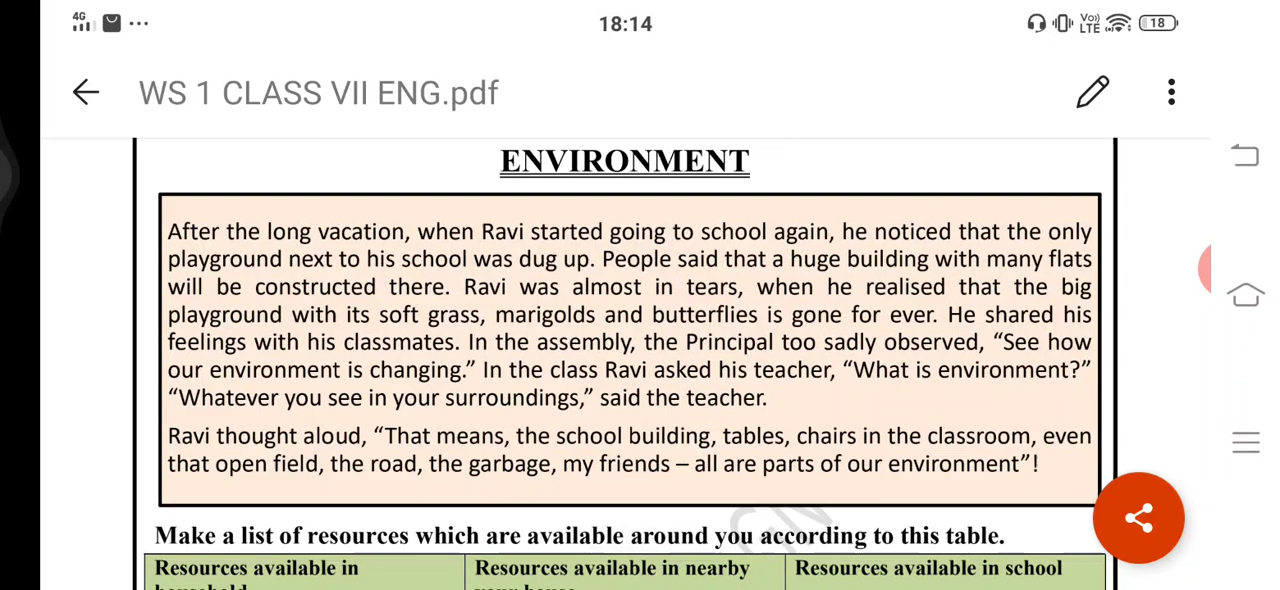 4G ... 18:14 Vo) LTE 18
WS 1 CLASS VII ENG.pdf
ENVIRONMENT
After the long vacation, when Ravi started going to school again, he noticed that the only
playground next to his school was dug up. People said that a huge building with many flats
will be constructed there. Ravi was almost in tears, when he realised that the big
playground with its soft grass, marigolds and butterflies is gone for ever. He shared his
feelings with his classmates. In the assembly, the Principal too sadly observed, “See how
our environment is changing.” In the class Ravi asked his teacher, “What is environment?”
“Whatever you see in your surroundings,” said the teacher.
Ravi thought aloud, “That means, the school building, tables, chairs in the classroom, even
that open field, the road, the garbage, my friends – all are parts of our environment”!
Make a list of resources which are available around you according to this table.
Resources available in Resources available in nearby Resources available in school
household your house